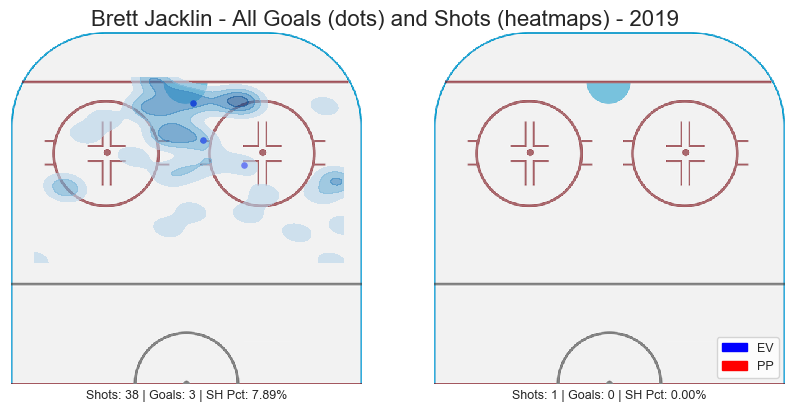 Brett Jacklin - All Goals (dots) and Shots (heatmaps) - 2019
EV
PP
Shots: 38 | Goals: 3 | SH Pct: 7.89%
Shots: 1 | Goals: 0 | SH Pct: 0.00%